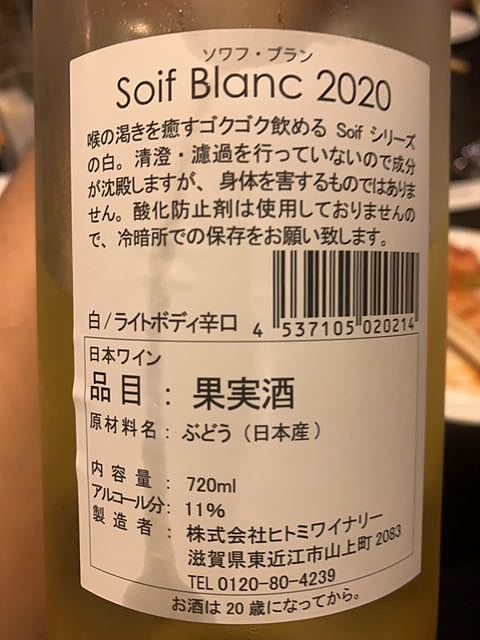 ソワフ・ブラン
Soif Blanc 2020
喉の渇きを癒すゴクゴク飲める Soif シリーズ
の白。清澄・濾過を行っていないので成分
が沈殿しますが、身体を害するものではありま
せん。酸化防止剤は使用しておりませんの
で、冷暗所での保存をお願い致します。
白/ライトボディ辛口
4 537105 020214
日本ワイン
品目 : 果実酒
原材料名 : ぶどう（日本産）
内容量 : 720ml
アルコール分: 11%
製造者 : 株式会社ヒトミワイナリー
滋賀県東近江市山上町 2083
TEL 0120-80-4239
お酒は 20 歳になってから。